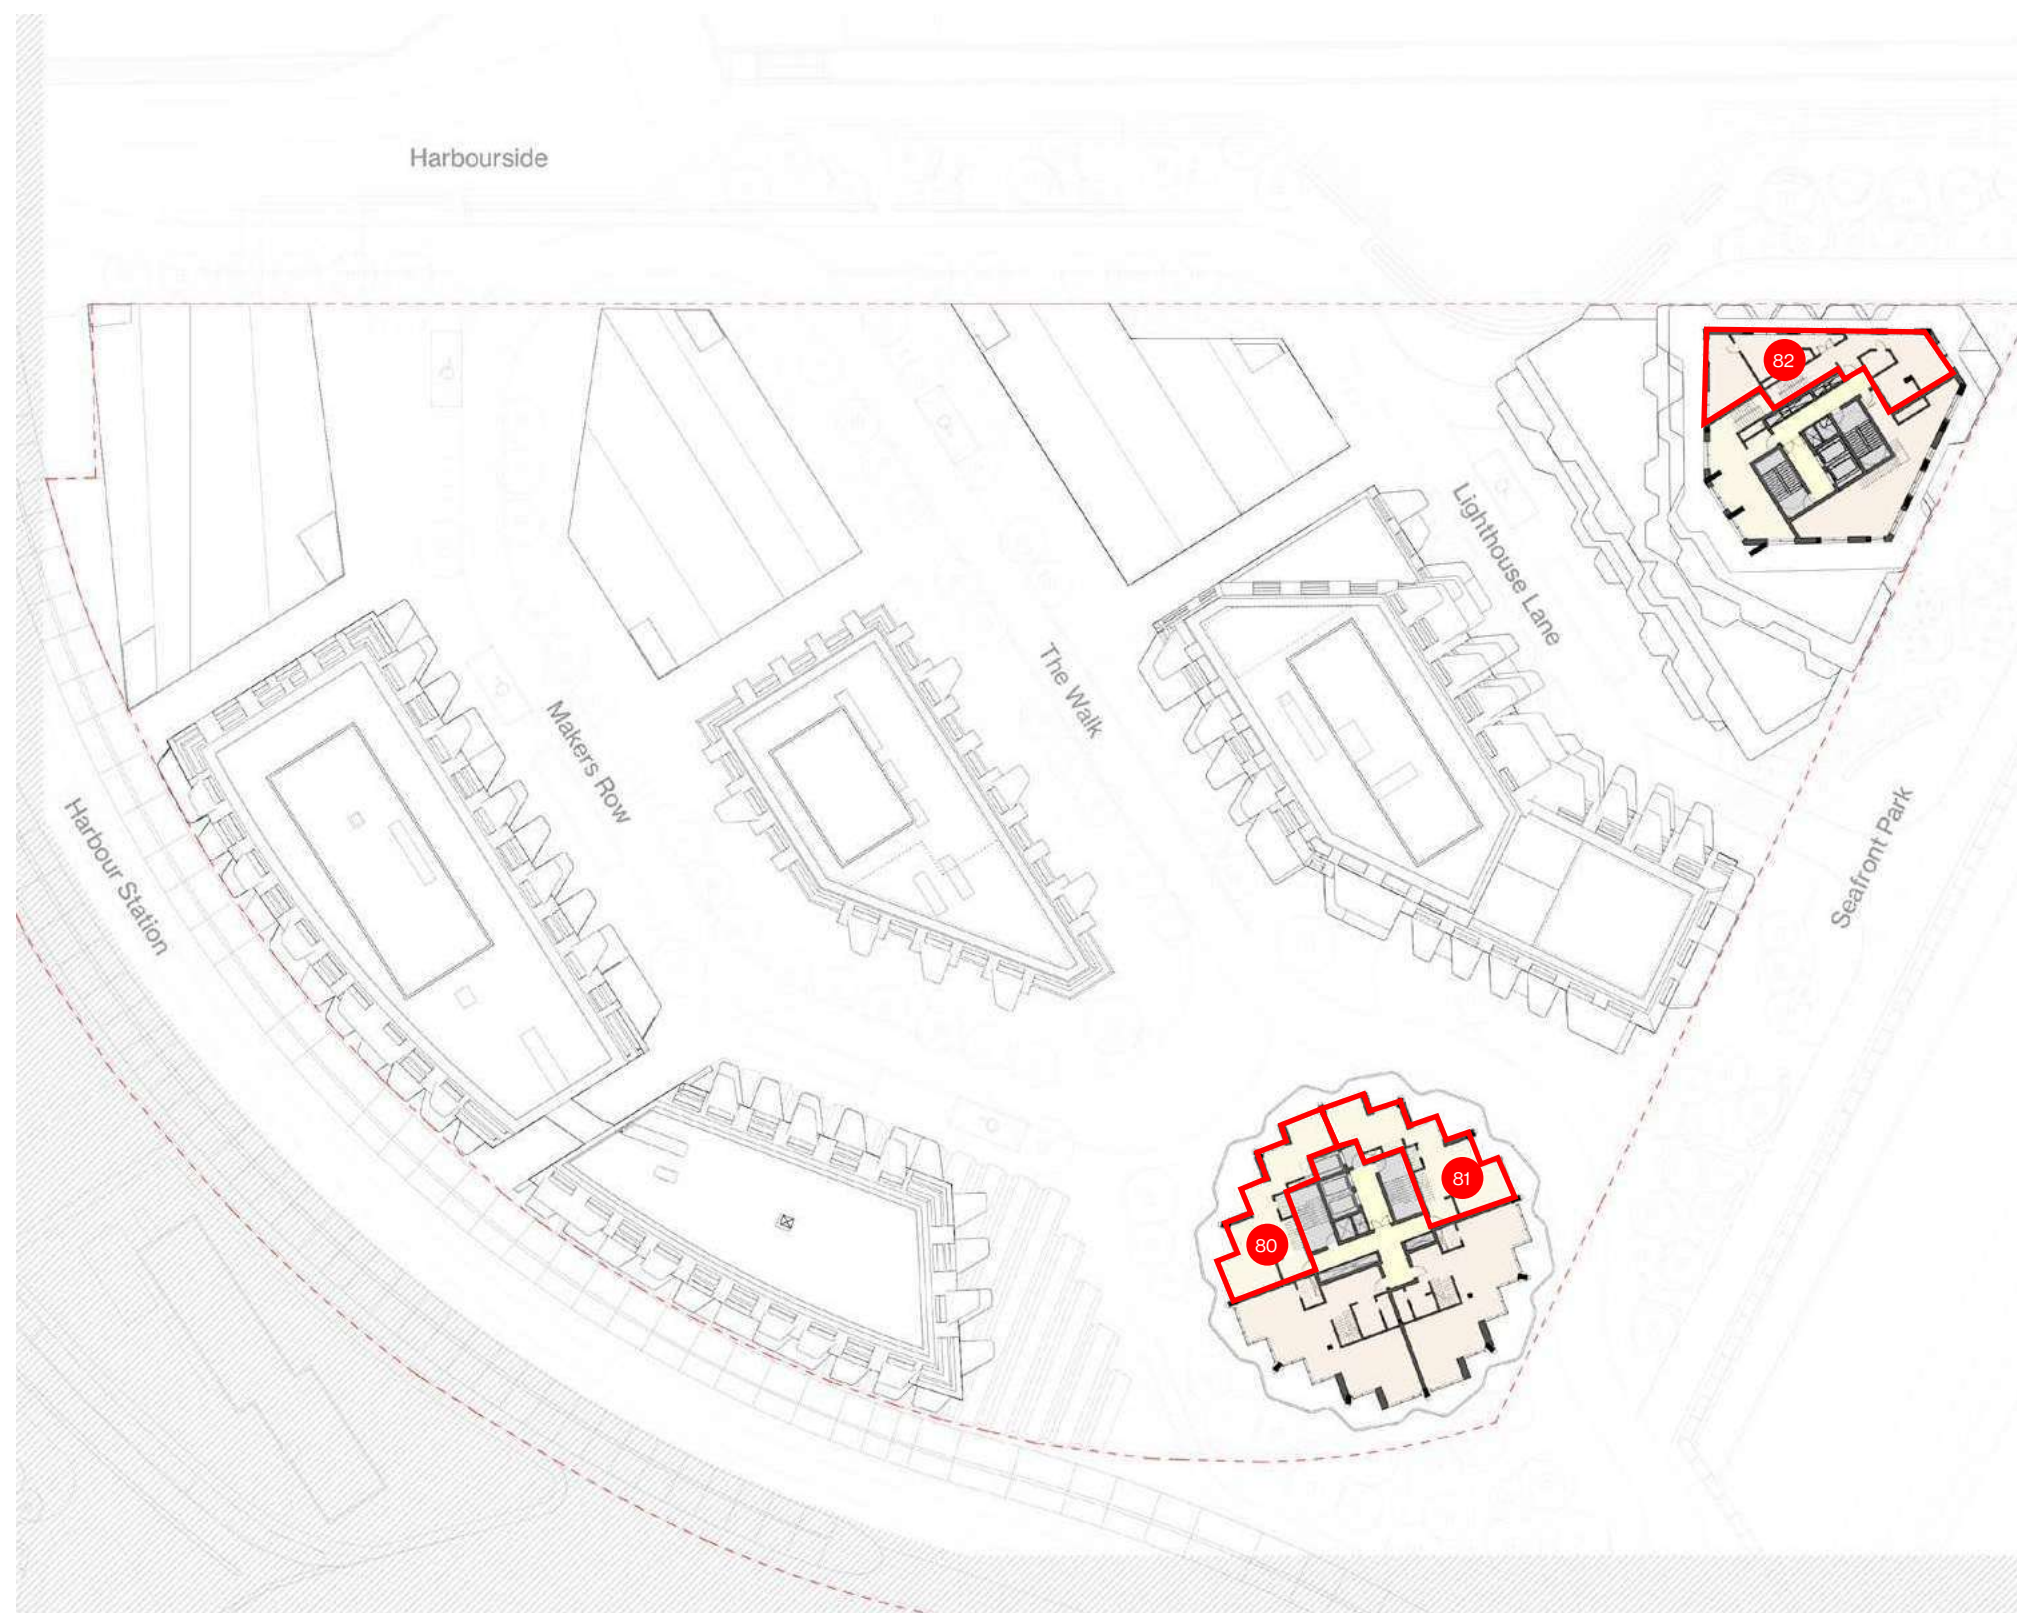 Harbourside
82
Lighthouse Lane
The Walk
Makers Row
Harbour Station
Seafront Park
81
80